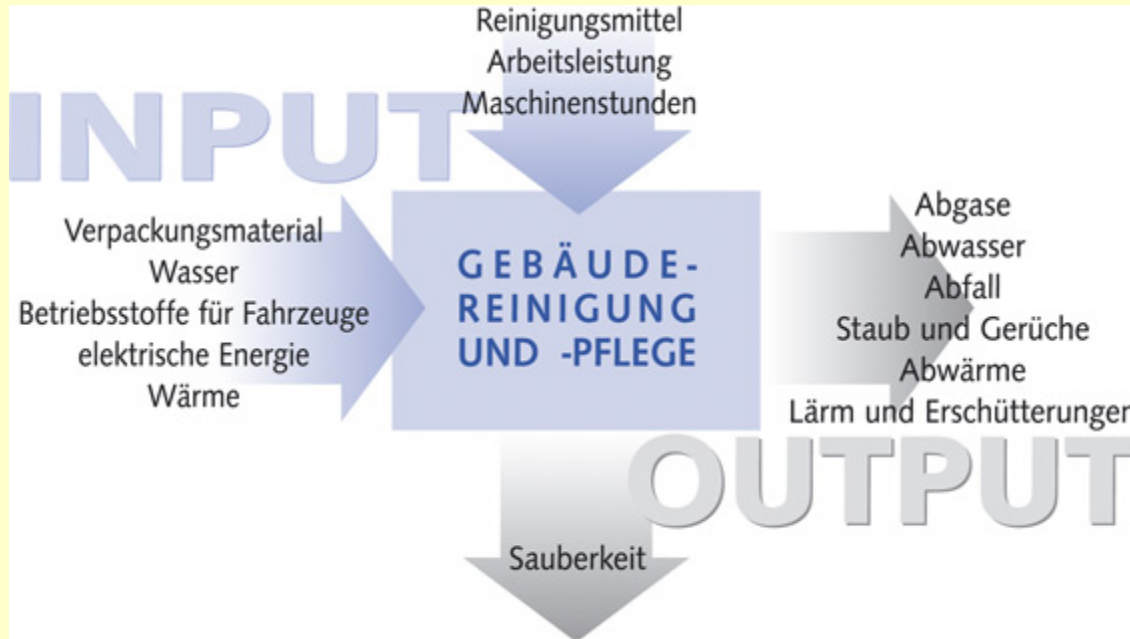 Reinigungsmittel
Arbeitsleistung
Maschinenstunden
INPUT
Verpackungsmaterial
Wasser
Betriebsstoffe für Fahrzeuge
elektrische Energie
Wärme
GEBÄUDE-
REINIGUNG
UND -PFLEGE
Abgase
Abwasser
Abfall
Staub und Gerüche
Abwärme
Lärm und Erschütterungen
OUTPUT
Sauberkeit